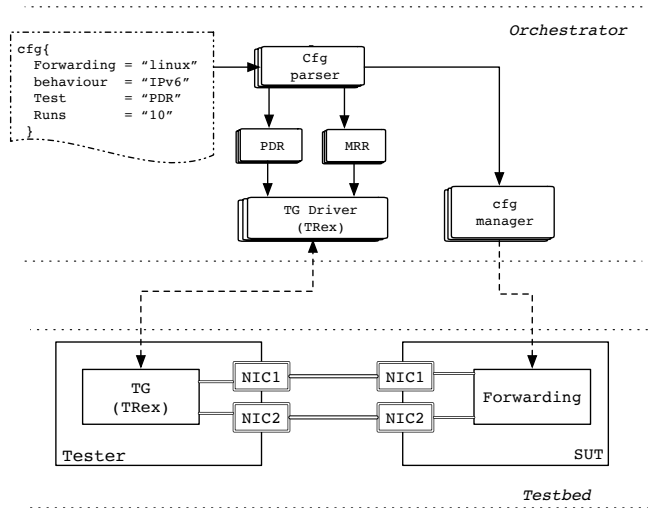 Orchestrator
cfg{
Forwarding = “linux”
behaviour = “IPv6”
Test = “PDR”
Runs = “10”
}
Cfg
parser
PDR
MRR
TG Driver
(TRex)
cfg
manager
TG
(TRex)
NIC1
NIC2
NIC1
NIC2
Forwarding
Tester
SUT
Testbed